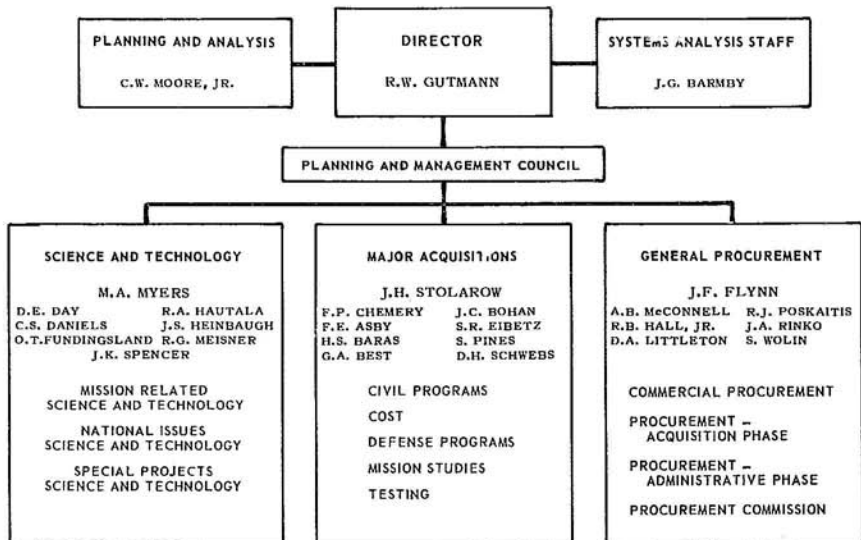 PLANNING AND ANALYSIS
C.W. MOORE, JR.
DIRECTOR
R.W. GUTMANN
SYSTEMS ANALYSIS STAFF
J.G. BARMBY
PLANNING AND MANAGEMENT COUNCIL
SCIENCE AND TECHNOLOGY
M.A. MYERS
D.E. DAY R.A. HAUTALA
C.S. DANIELS J.S. HEINBAUGH
O.T.FUNDINGSLAND R.G. MEISNER
J.K. SPENCER
MISSION RELATED
SCIENCE AND TECHNOLOGY
NATIONAL ISSUES
SCIENCE AND TECHNOLOGY
SPECIAL PROJECTS
SCIENCE AND TECHNOLOGY
MAJOR ACQUISITIONS
J.H. STOLAROW
F.P. CHEMERY J.C. BOHAN
F.E. ASBY S.R. EIBETZ
H.S. BARAS S. PINES
G.A. BEST D.H. SCHWEBS
CIVIL PROGRAMS
COST
DEFENSE PROGRAMS
MISSION STUDIES
TESTING
GENERAL PROCUREMENT
J.F. FLYNN
A.B. McCONNELL R.J. POSKAITIS
R.B. HALL, JR. J.A. RINKO
D.A. LITTLETON S. WOLIN
COMMERCIAL PROCUREMENT
PROCUREMENT –
ACQUISITION PHASE
PROCUREMENT –
ADMINISTRATIVE PHASE
PROCUREMENT COMMISSION